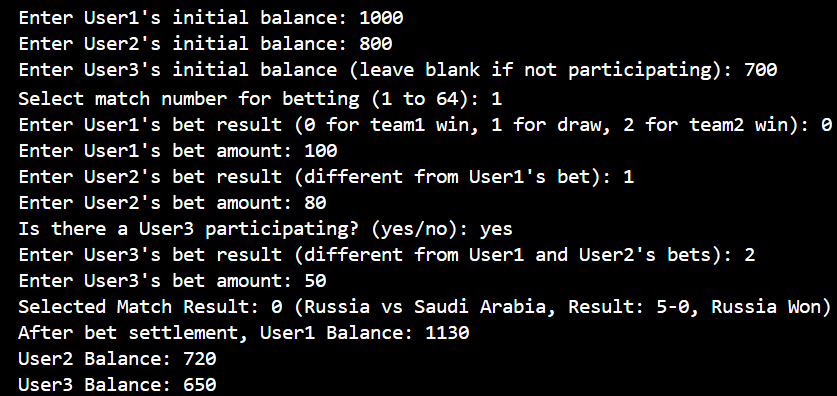 Enter User1's initial balance: 1000
Enter User2's initial balance: 800
Enter User3's initial balance (leave blank if not participating): 700
Select match number for betting (1 to 64): 1
Enter User1's bet result (0 for team1 win, 1 for draw, 2 for team2 win): 0
Enter User1's bet amount: 100
Enter User2's bet result (different from User1's bet): 1
Enter User2's bet amount: 80
Is there a User3 participating? (yes/no): yes
Enter User3's bet result (different from User1 and User2's bets): 2
Enter User3's bet amount: 50
Selected Match Result: 0 (Russia vs Saudi Arabia, Result: 5-0, Russia Won)
After bet settlement, User1 Balance: 1130
User2 Balance: 720
User3 Balance: 650